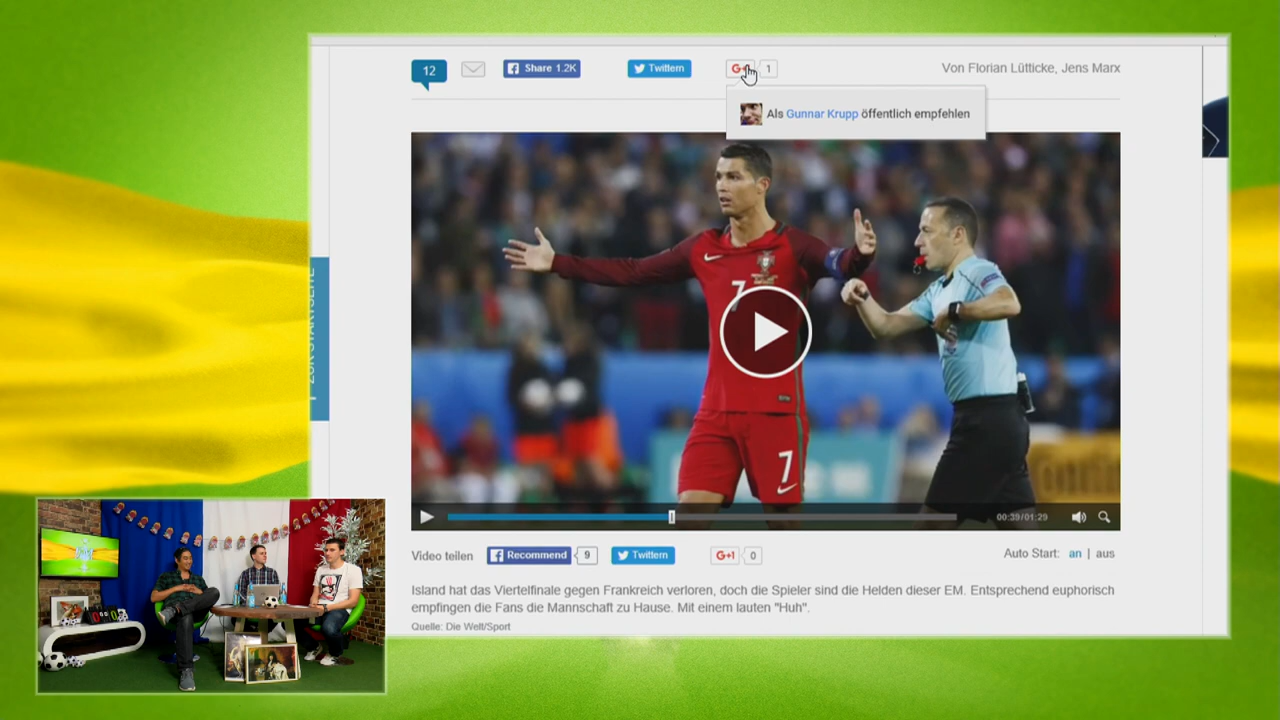 12
Share 1.2K
Twittern
1
Von Florian Lütticke, Jens Marx
Als Gunnar Krupp öffentlich empfehlen
ZUR STARTSEITE
7
7
00:39/01:29
Video teilen
Recommend
9
Twittern
G+1
0
Auto Start: an | aus
Island hat das Viertelfinale gegen Frankreich verloren, doch die Spieler sind die Helden dieser EM. Entsprechend euphorisch
empfingen die Fans die Mannschaft zu Hause. Mit einem lauten "Huh".
Quelle: Die Welt/Sport